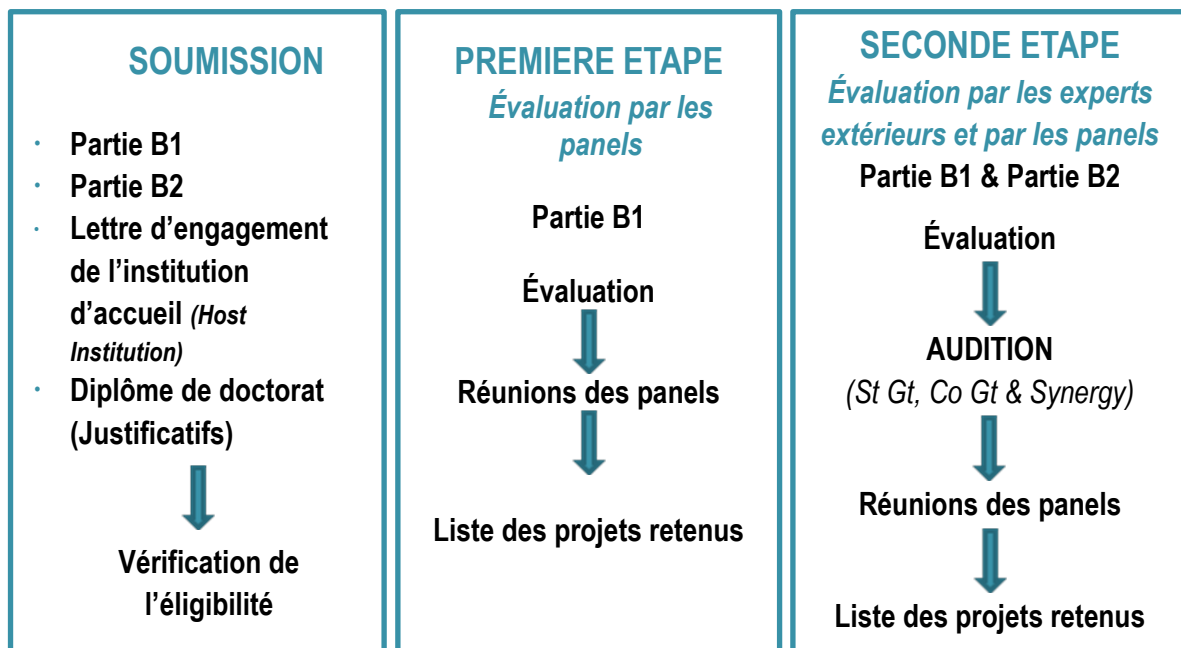 SOUMISSION
· Partie B1
· Partie B2
· Lettre d’engagement
de l’institution
d’accueil (Host
Institution)
· Diplôme de doctorat
(Justificatifs)
Vérification de
l’éligibilité
PREMIERE ETAPE
Évaluation par les
panels
Partie B1
Évaluation
Réunions des panels
Liste des projets retenus
SECONDE ETAPE
Évaluation par les experts
extérieurs et par les panels
Partie B1 & Partie B2
Évaluation
AUDITION
(St Gt, Co Gt & Synergy)
Réunions des panels
Liste des projets retenus